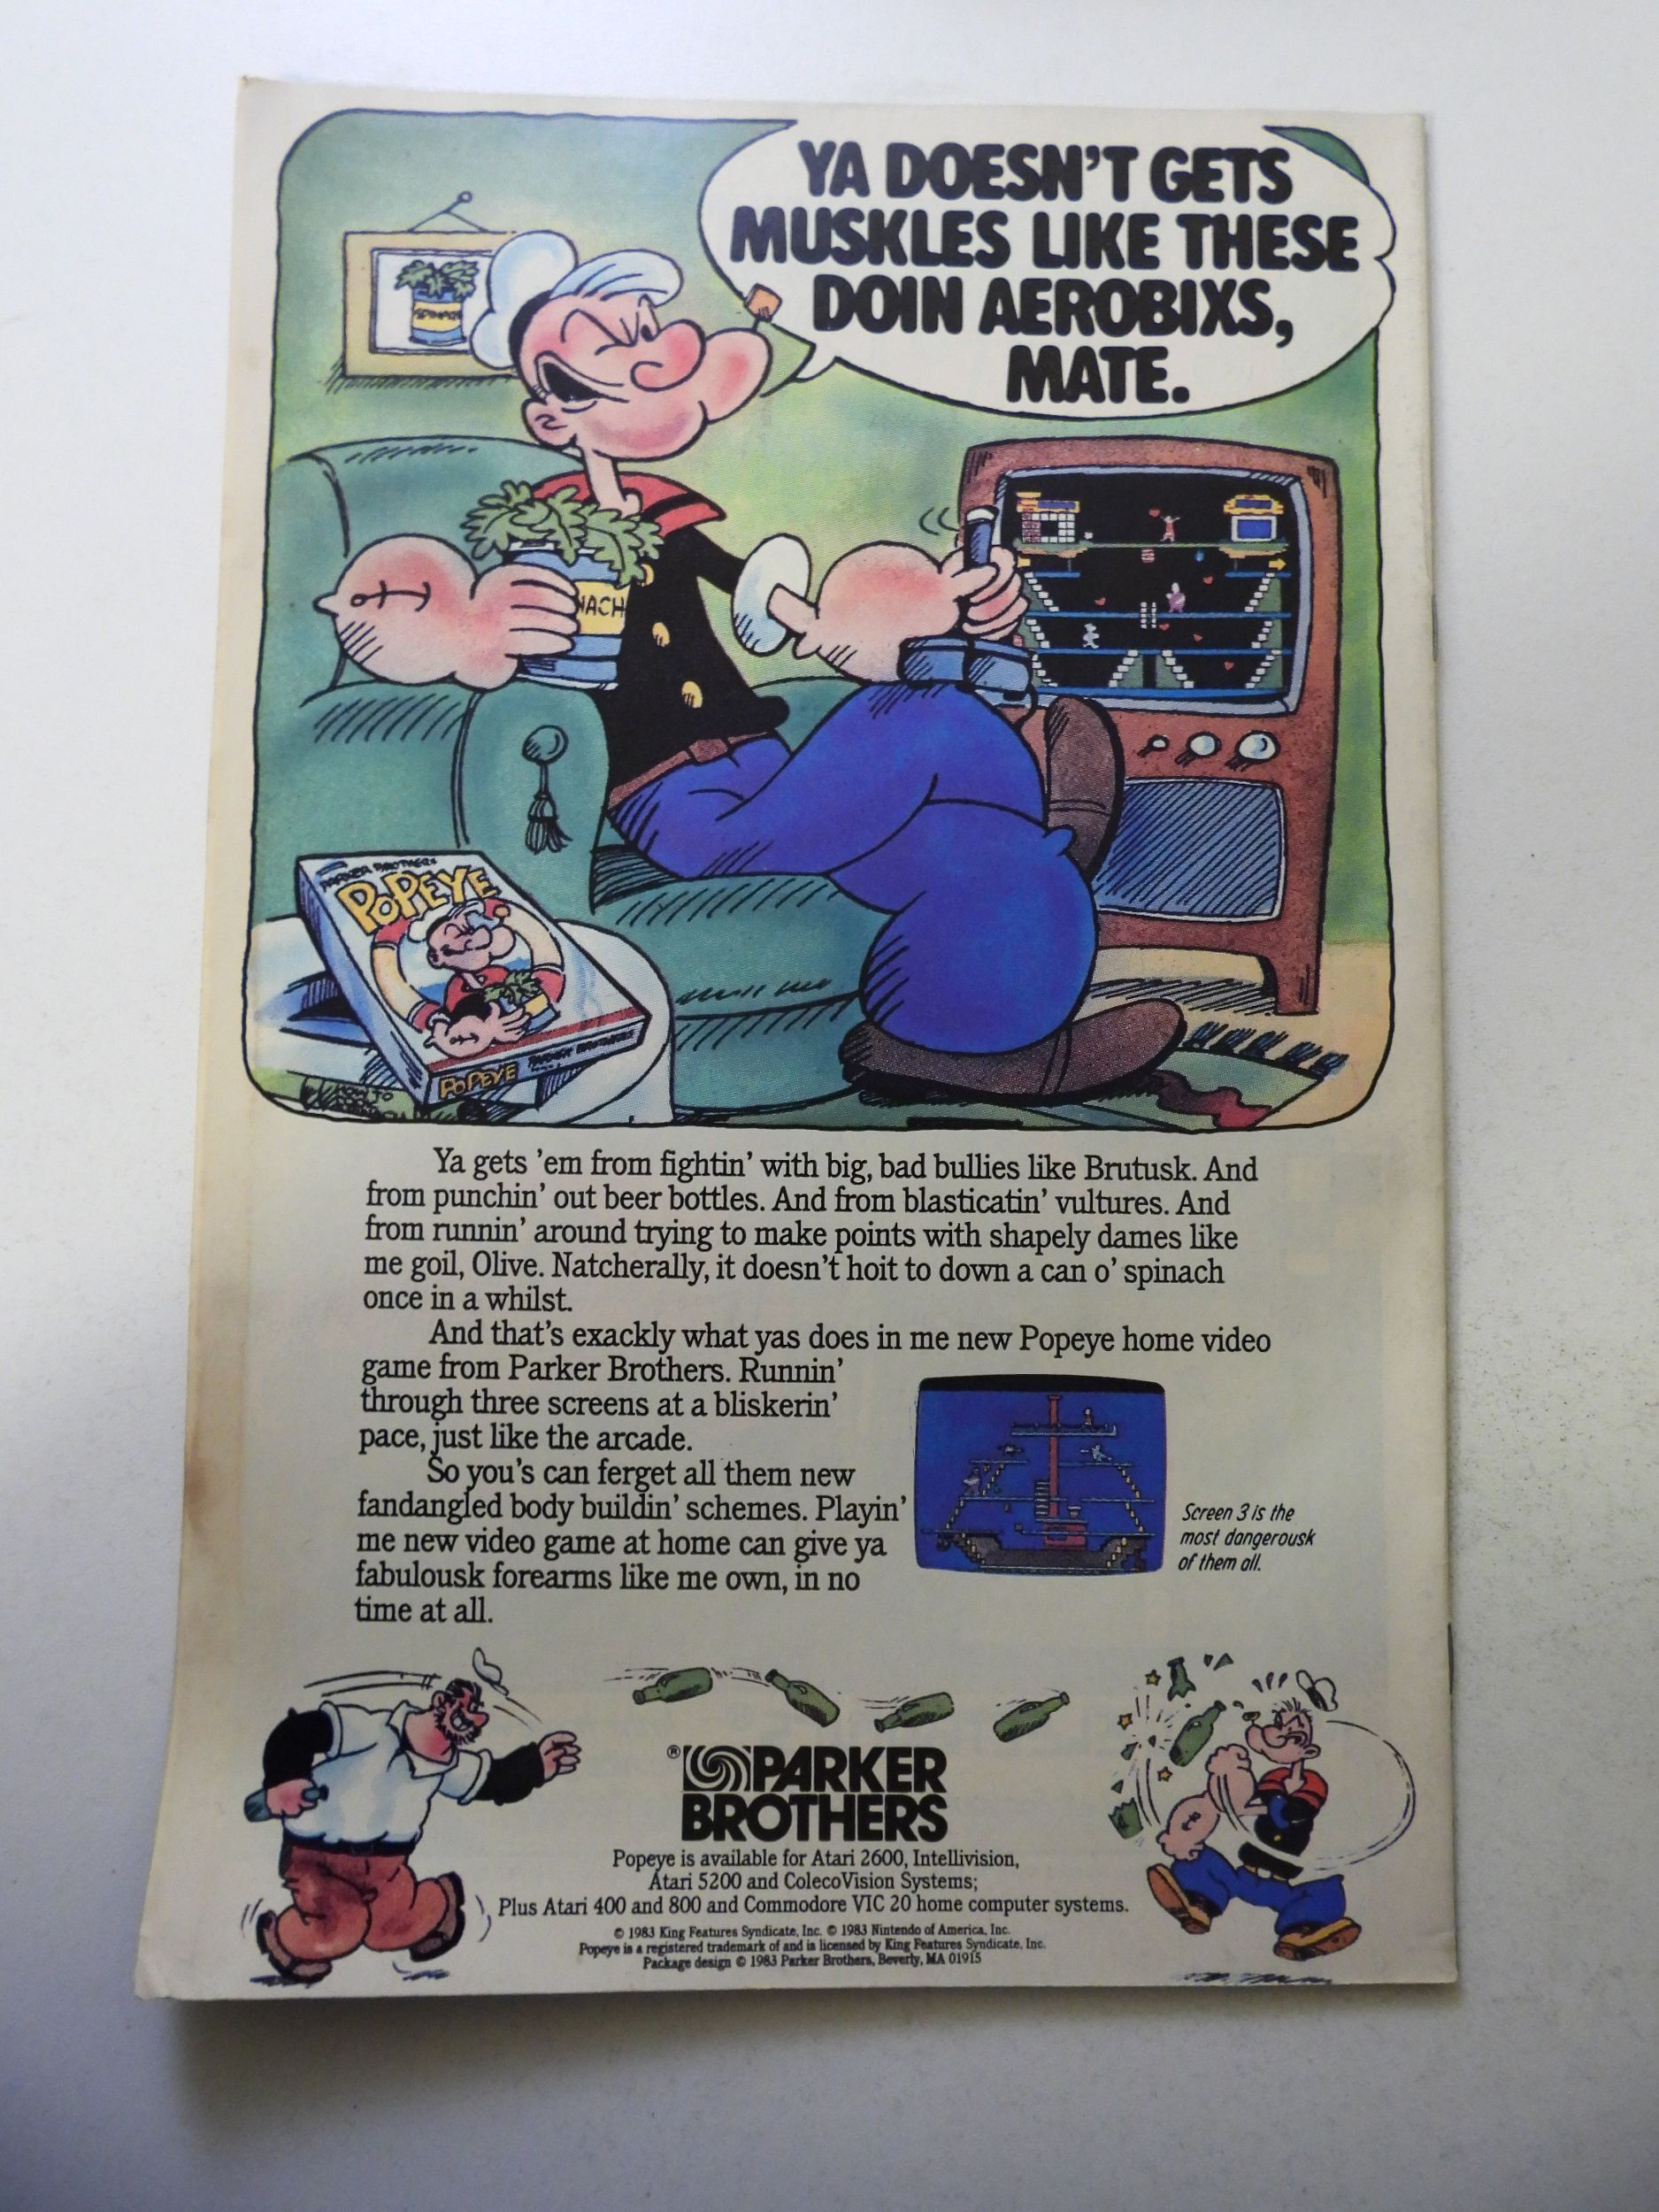 YA DOESN'T GETS
MUSKLES LIKE THESE
DOIN AEROBIXS,
MATE.
SPINACH
NACH
PARKER BROTHERS
POPEYE
POPEYE PARKER BROTHERS
HOW TO
Ya gets 'em from fightin' with big, bad bullies like Brutusk. And
from punchin' out beer bottles. And from blasticatin' vultures. And
from runnin' around trying to make points with shapely dames like
me goil, Olive. Natcherally, it doesn't hoit to down a can o' spinach
once in a whilst.
And that's exackly what yas does in me new Popeye home video
game from Parker Brothers. Runnin'
through three screens at a bliskerin'
pace, just like the arcade.
So you's can ferget all them new
fandangled body buildin' schemes. Playin'
me new video game at home can give ya
fabulousk forearms like me own, in no
time at all.
Screen 3 is the
most dangerousk
of them all.
® PARKER
BROTHERS
Popeye is available for Atari 2600, Intellivision,
Atari 5200 and ColecoVision Systems;
Plus Atari 400 and 800 and Commodore VIC 20 home computer systems.
© 1983 King Features Syndicate, Inc. © 1983 Nintendo of America, Inc.
Popeye is a registered trademark of and is licensed by King Features Syndicate, Inc.
Package design © 1983 Parker Brothers, Beverly, MA 01915